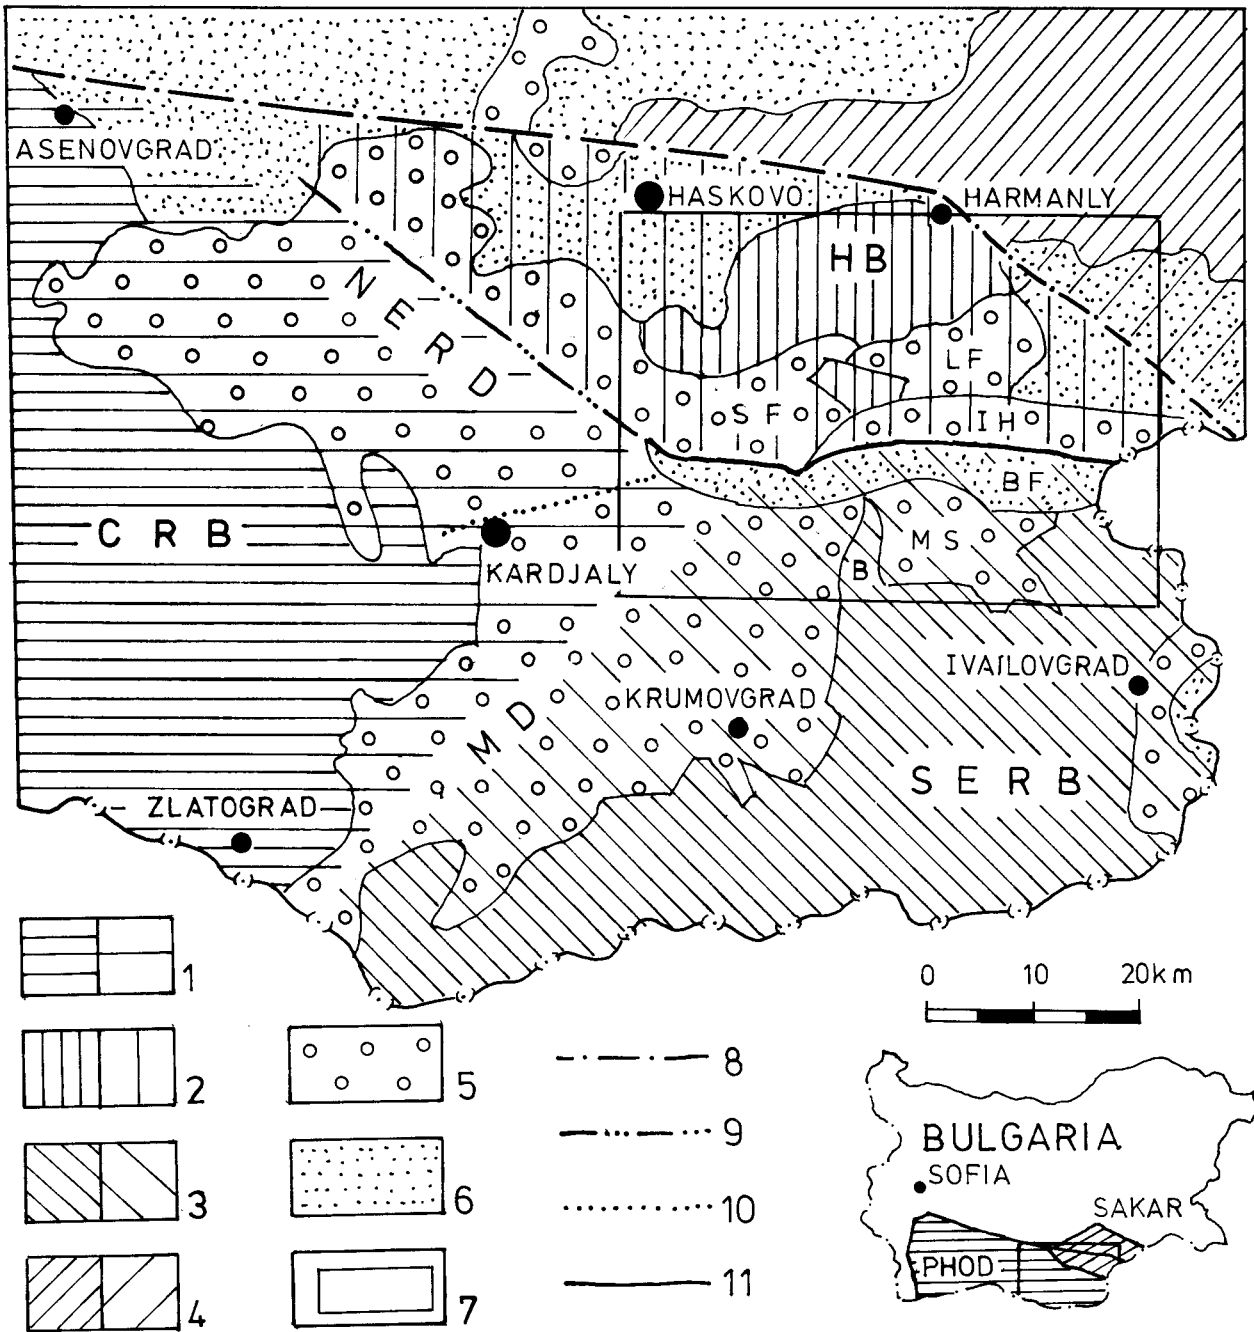 ASENOVGRAD
HASKOVO
HARMANLY
HB
NERD
LF
SF
IH
BF
CRB
MS
B
KARDJALY
IVAILOVGRAD
KRUMOVGRAD
MD
SERB
ZLATOGRAD
1
2
3
4
5
6
7
8
9
10
11
0 10 20km
BULGARIA
SOFIA
SAKAR
PHOD